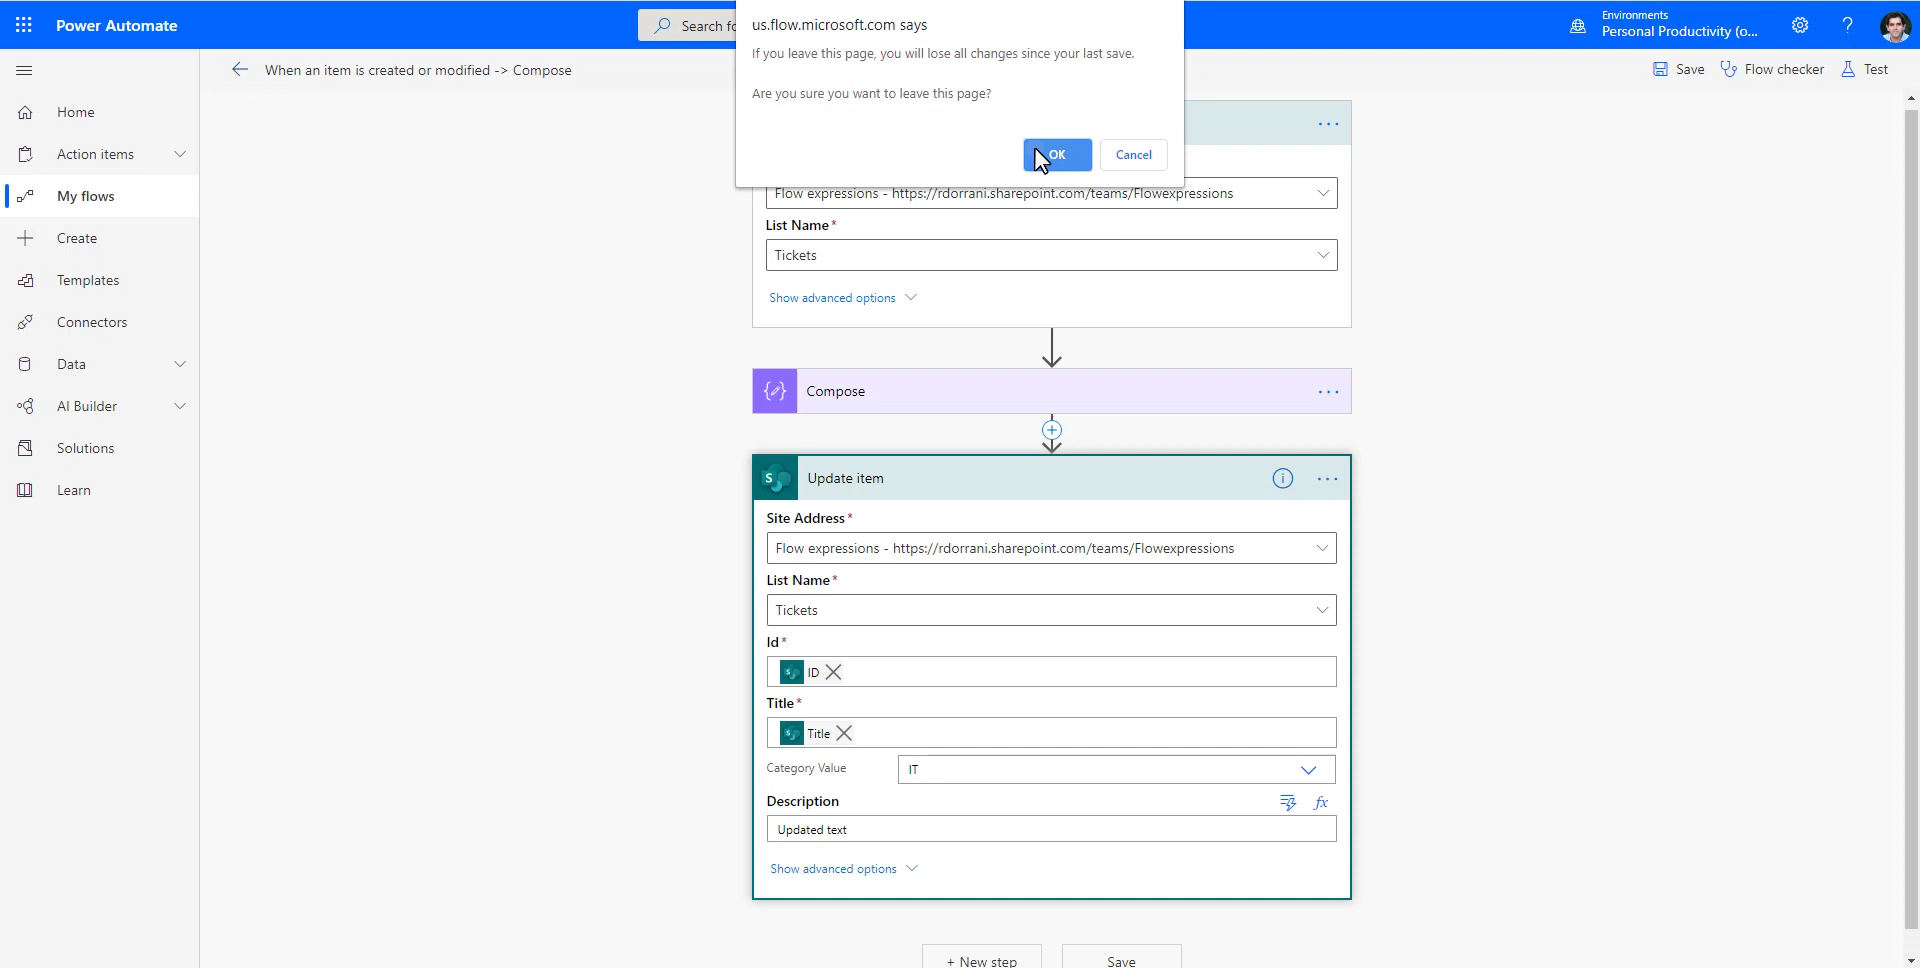 Power Automate
Search fo
us.flow.microsoft.com says
If you leave this page, you will lose all changes since your last save.
Are you sure you want to leave this page?
OK
Cancel
Environments
Personal Productivity (o...
?
When an item is created or modified -> Compose
Save
Flow checker
Test
Home
Action items
My flows
Create
Templates
Connectors
Data
AI Builder
Solutions
Learn
Flow expressions - https://rdorrani.sharepoint.com/teams/Flowexpressions
List Name*
Tickets
Show advanced options
Compose
S
Update item
Site Address*
Flow expressions - https://rdorrani.sharepoint.com/teams/Flowexpressions
List Name*
Tickets
Id*
S ID
Title*
S Title
Category Value
IT
Description
fx
Updated text
Show advanced options
+ New step
Save